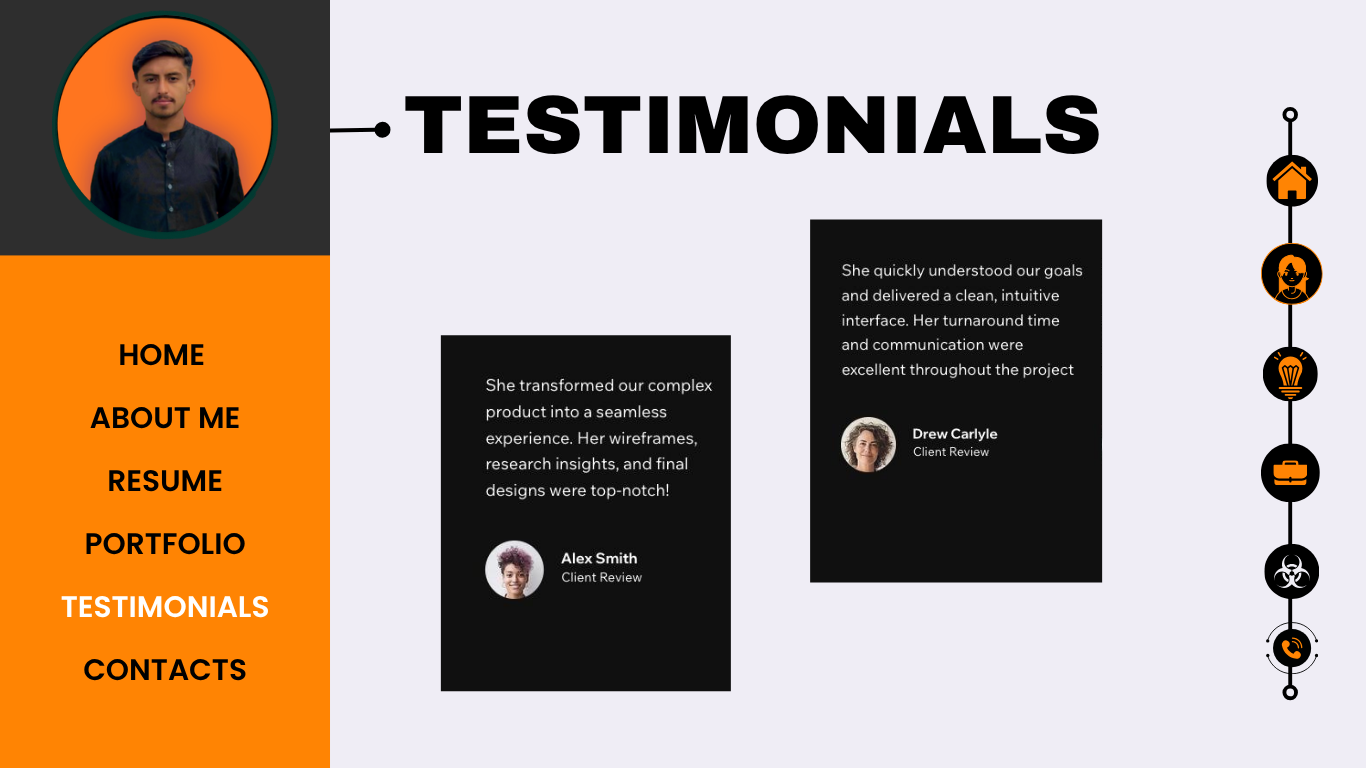 TESTIMONIALS
HOME
ABOUT ME
RESUME
PORTFOLIO
TESTIMONIALS
CONTACTS
She transformed our complex
product into a seamless
experience. Her wireframes,
research insights, and final
designs were top-notch!
Alex Smith
Client Review
She quickly understood our goals
and delivered a clean, intuitive
interface. Her turnaround time
and communication were
excellent throughout the project
Drew Carlyle
Client Review